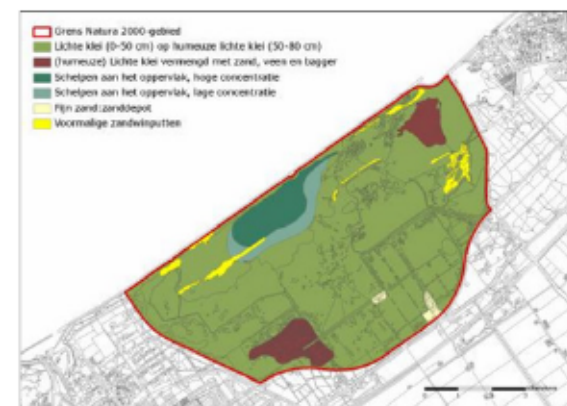 Grens Natura 2000-gebied
Lichte klei (0-50 cm) op humeuze lichte klei (50-80 cm)
(humeuze) Lichte klei vermengd met zand, veen en bagger
Schelpen aan het oppervlak, hoge concentratie
Schelpen aan het oppervlak, lage concentratie
Fijn zand:zanddepot
Voormalige zandwinputten